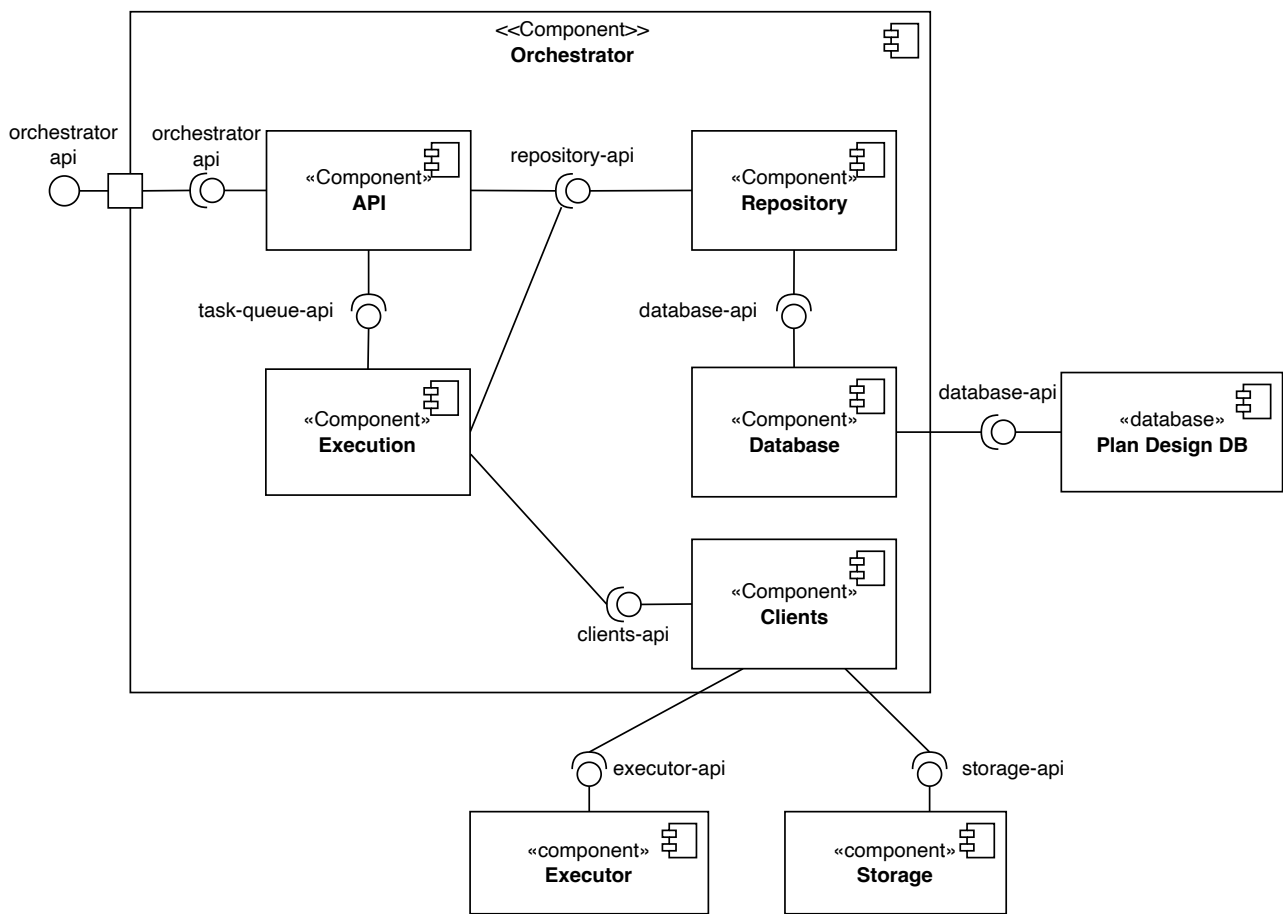 <<Component>>
Orchestrator
orchestrator
api
orchestrator
api
«Component»
API
repository-api
«Component»
Repository
task-queue-api
database-api
«Component»
Execution
«Component»
Database
database-api
«database»
Plan Design DB
«Component»
Clients
clients-api
executor-api
storage-api
«component»
Executor
«component»
Storage